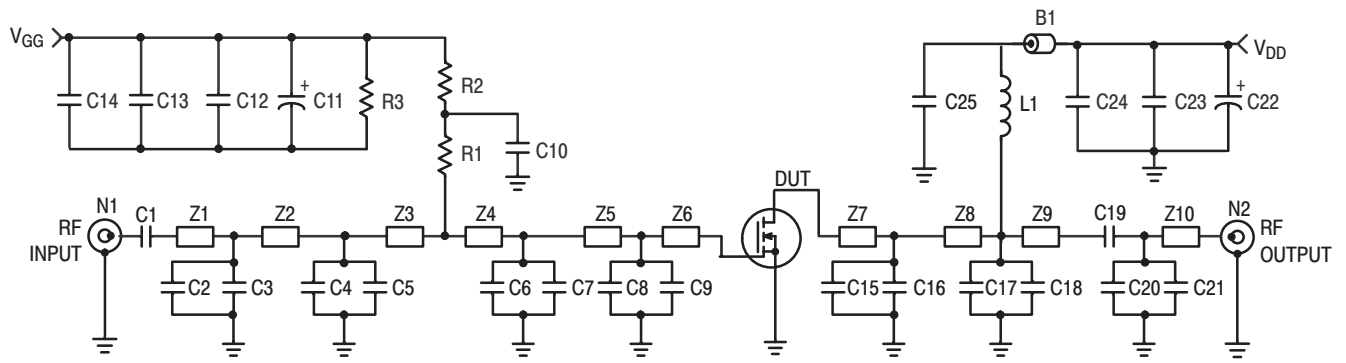 B1
VGG
VDD
+
+
C14
C13
C12
C11
R3
R2
C25
L1
C24
C23
C22
R1
C10
DUT
N1
C1
Z1
Z2
Z3
Z4
Z5
Z6
Z7
Z8
Z9
C19
Z10
N2
RF
INPUT
RF
OUTPUT
C2
C3
C4
C5
C6
C7
C8
C9
C15
C16
C17
C18
C20
C21